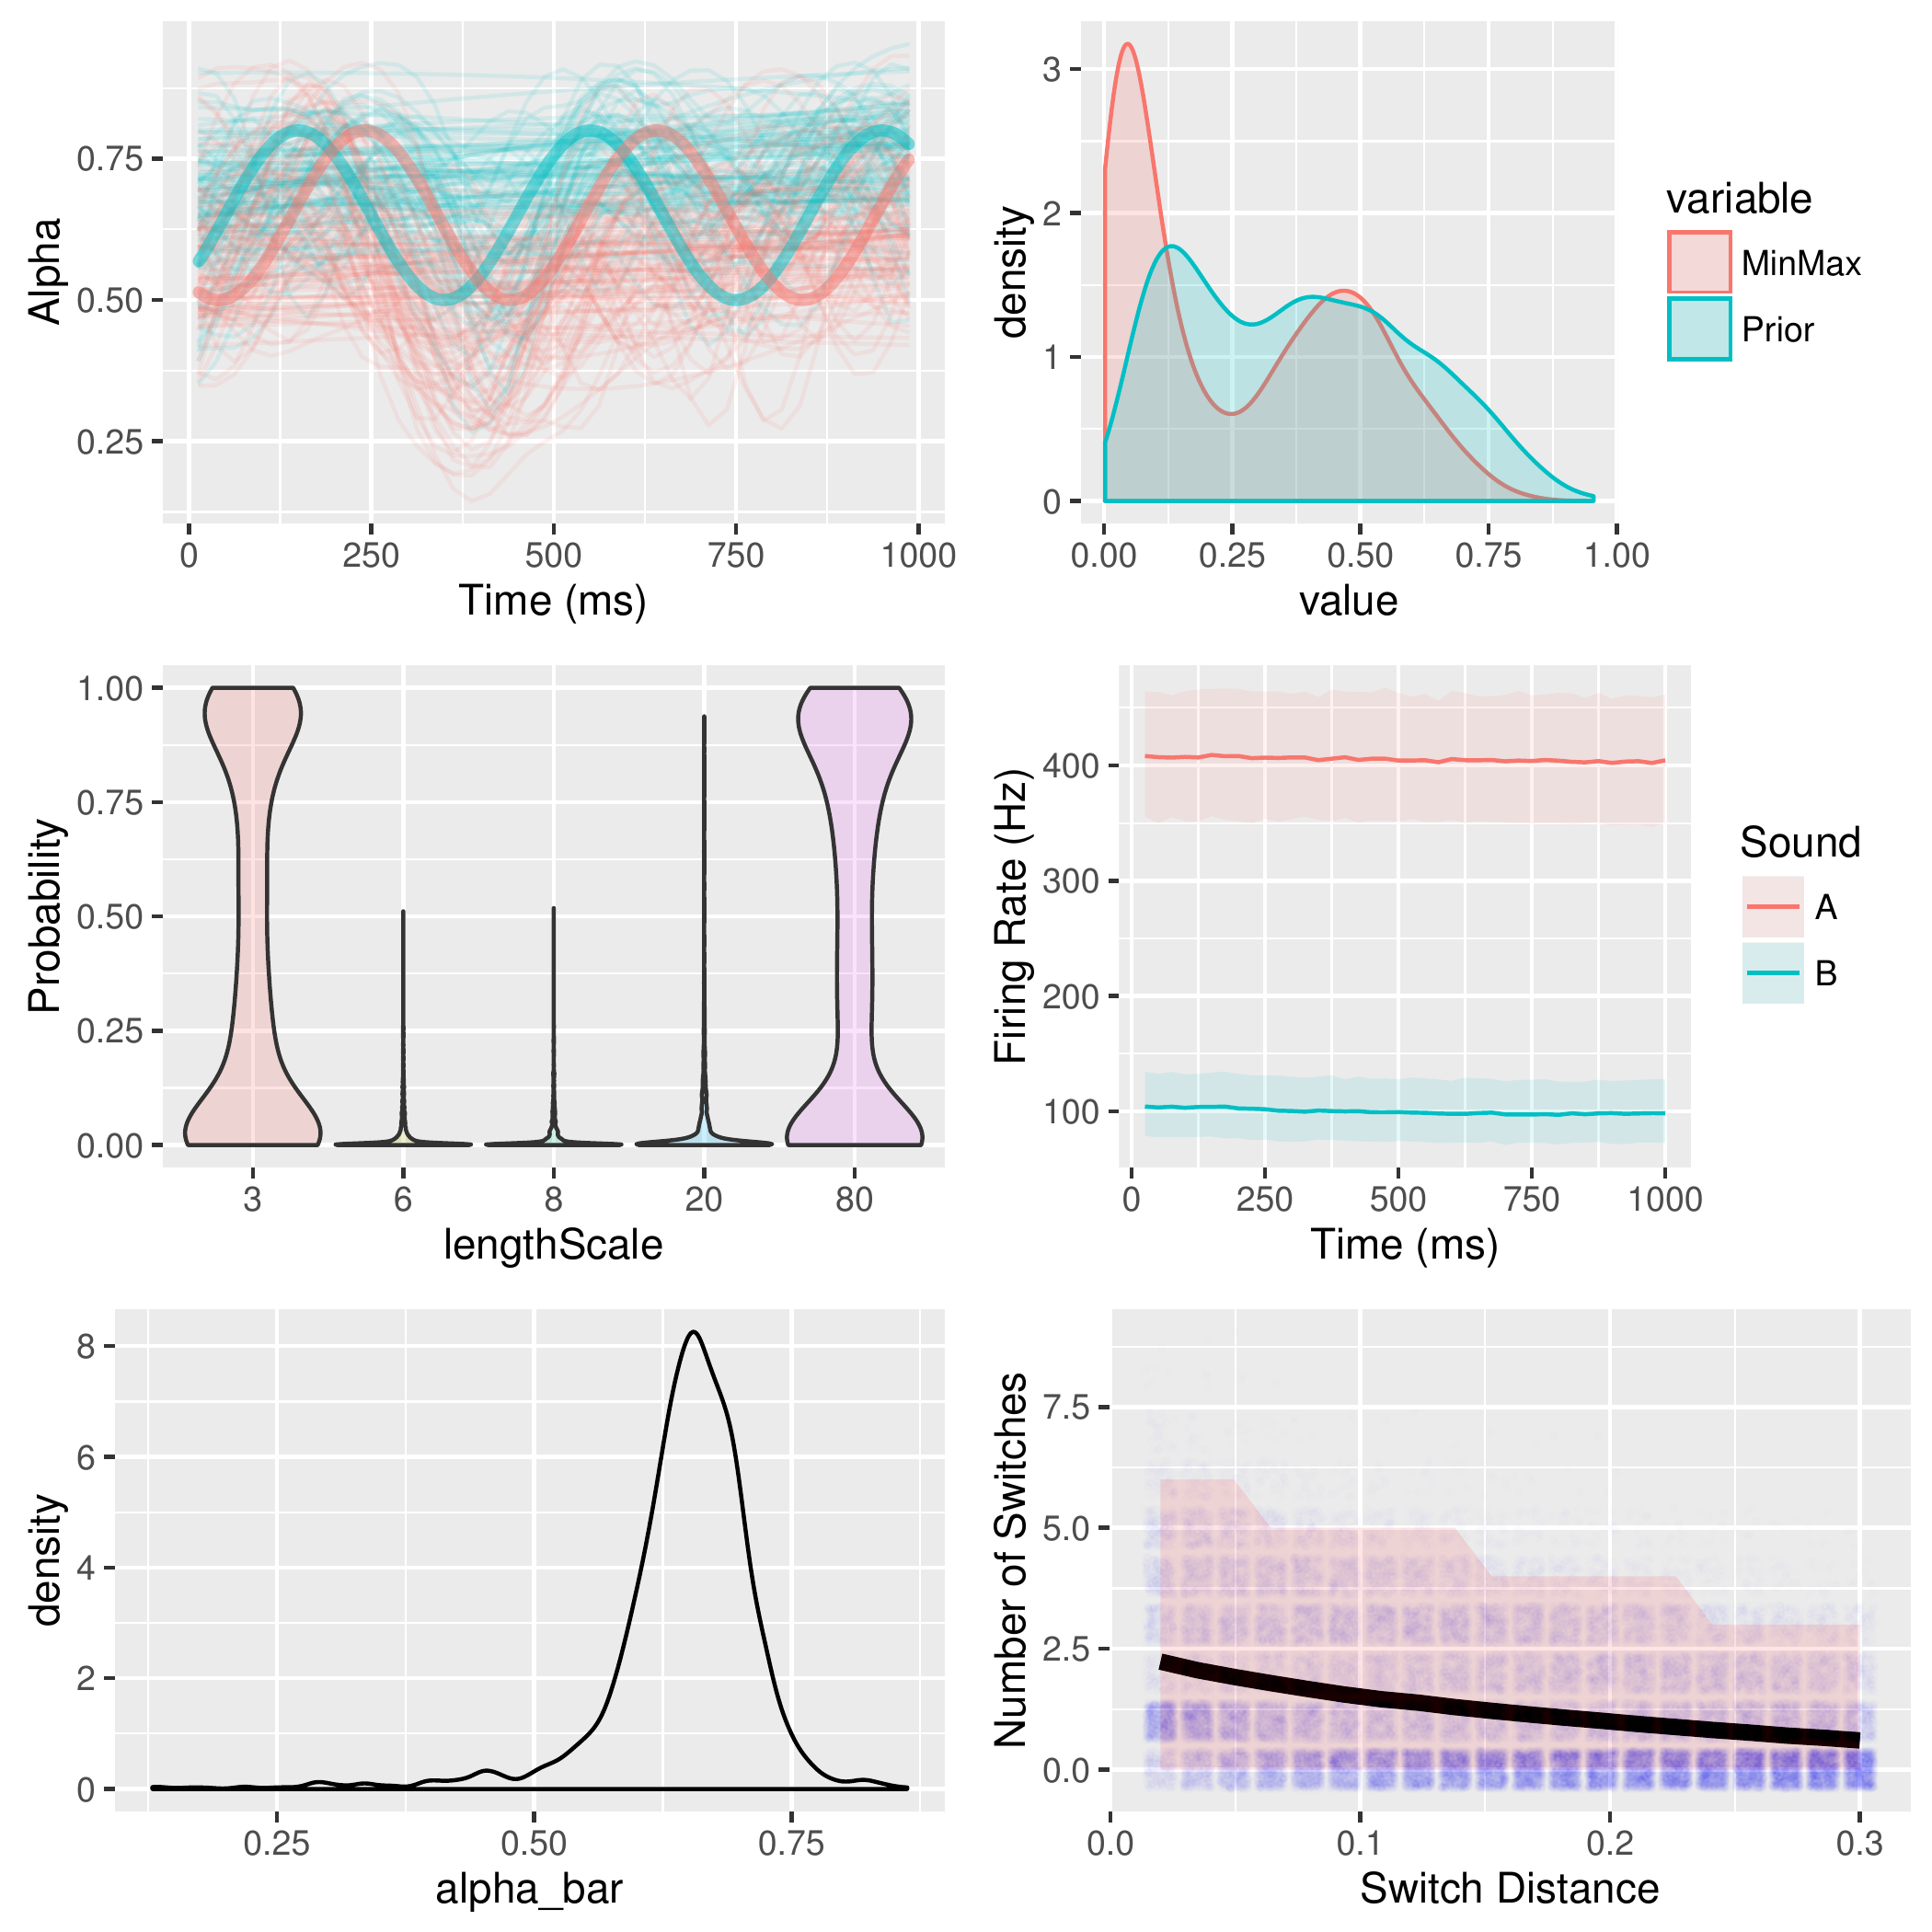 Alpha
0.75
0.50
0.25
0
250
500
750
1000
Time (ms)
density
3
2
1
0
0.00
0.25
0.50
0.75
1.00
value
variable
MinMax
Prior
Probability
1.00
0.75
0.50
0.25
0.00
3
6
8
20
80
lengthScale
Firing Rate (Hz)
400
300
200
100
0
250
500
750
1000
Time (ms)
Sound
A
B
density
8
6
4
2
0
0.25
0.50
0.75
alpha_bar
Number of Switches
7.5
5.0
2.5
0.0
0.0
0.1
0.2
0.3
Switch Distance